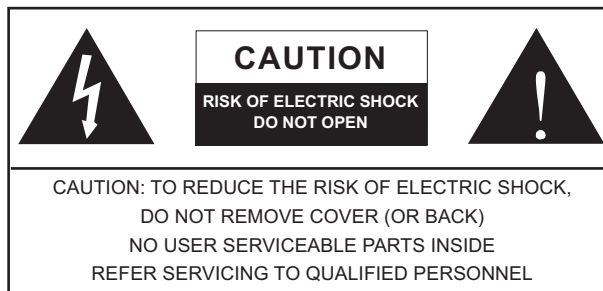 CAUTION
RISK OF ELECTRIC SHOCK
DO NOT OPEN
!
CAUTION: TO REDUCE THE RISK OF ELECTRIC SHOCK,
DO NOT REMOVE COVER (OR BACK)
NO USER SERVICEABLE PARTS INSIDE
REFER SERVICING TO QUALIFIED PERSONNEL